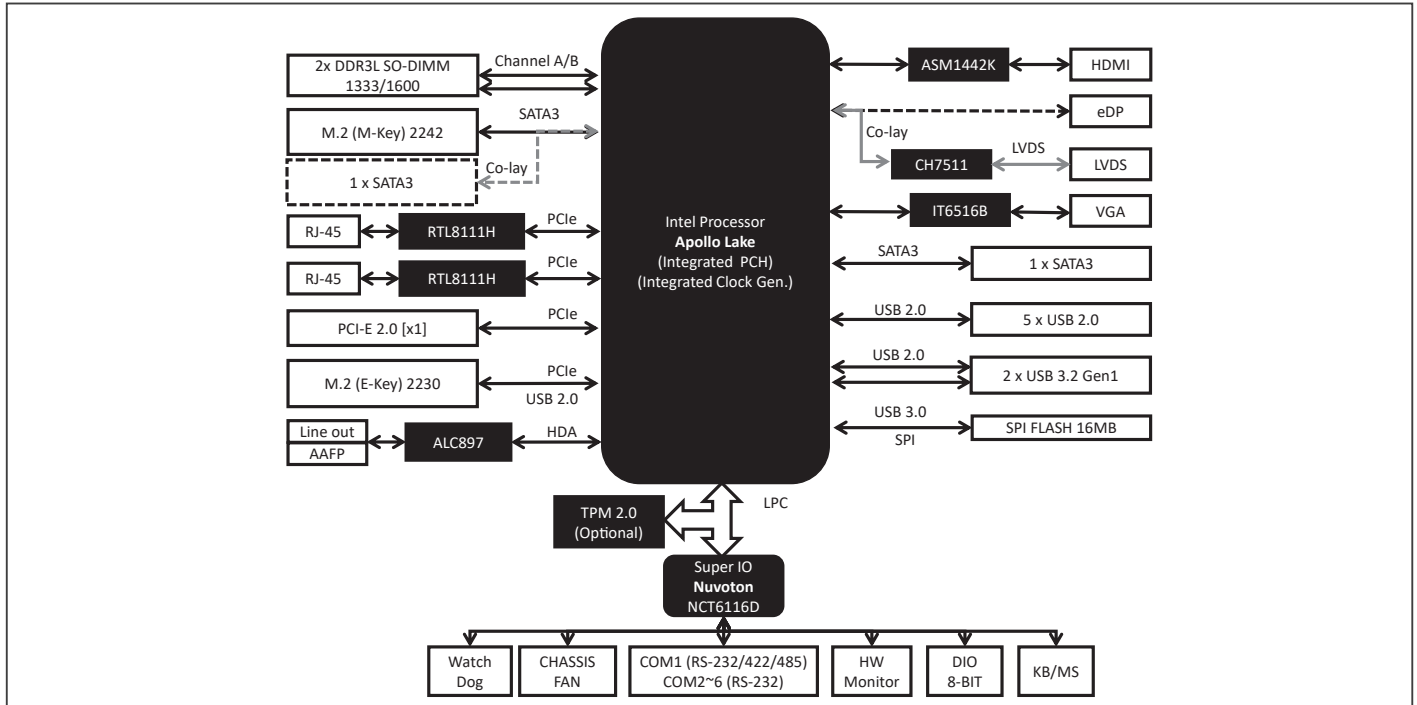 2x DDR3L SO-DIMM
1333/1600
Channel A/B
M.2 (M-Key) 2242
SATA3
1 x SATA3
Co-lay
RJ-45
RTL8111H
PCIe
RJ-45
RTL8111H
PCIe
PCI-E 2.0 [x1]
PCIe
M.2 (E-Key) 2230
PCIe
USB 2.0
Line out
AAFP
ALC897
HDA
Intel Processor
Apollo Lake
(Integrated PCH)
(Integrated Clock Gen.)
ASM1442K
HDMI
eDP
Co-lay
CH7511
LVDS
LVDS
IT6516B
VGA
SATA3
1 x SATA3
USB 2.0
5 x USB 2.0
USB 2.0
2 x USB 3.2 Gen1
USB 3.0
SPI
SPI FLASH 16MB
LPC
TPM 2.0
(Optional)
Super IO
Nuvoton
NCT6116D
Watch
Dog
CHASSIS
FAN
COM1 (RS-232/422/485)
COM2~6 (RS-232)
HW
Monitor
DIO
8-BIT
KB/MS